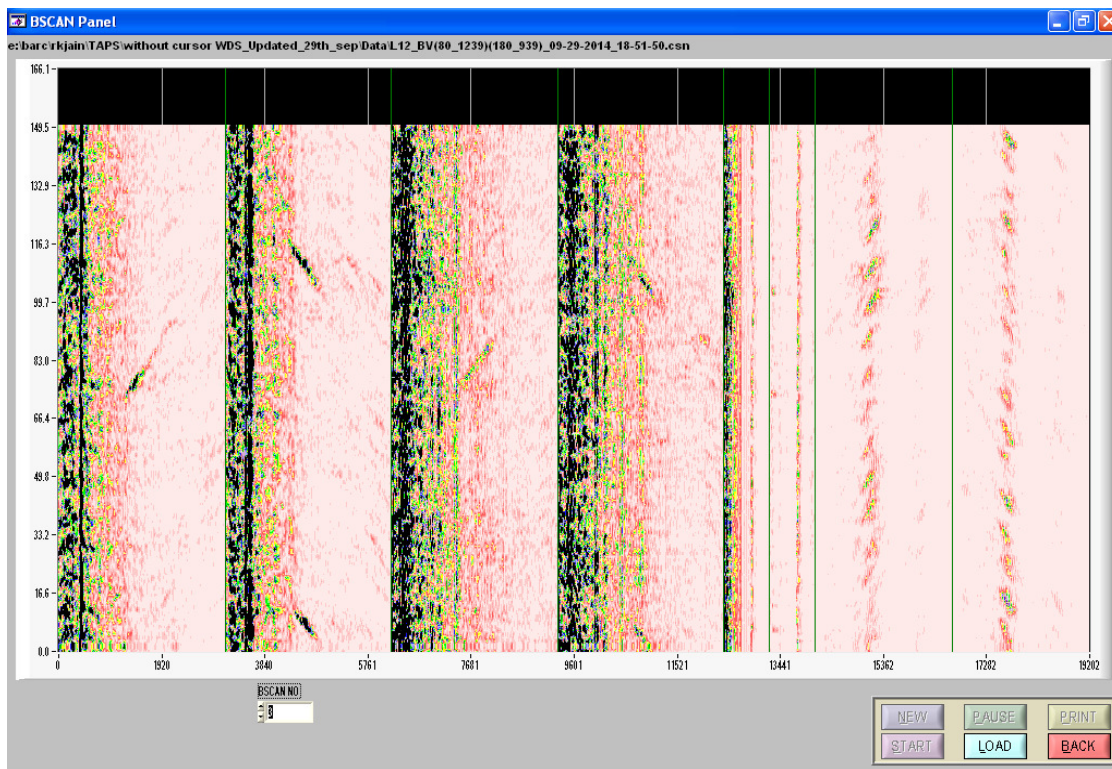 BSCAN Panel
e:\barc\rkjain\TAPS\without cursor WDS_Updated_29th_sep\Data\L12_BV(80_1239)(180_939)_09-29-2014_18-51-50.csn
166.1
149.5
132.9
116.3
99.7
83.0
66.4
49.8
33.2
16.6
0.0
0 1920 3840 5761 7681 9601 11521 13441 15362 17282 19202
BSCAN NO
NEW PAUSE PRINT
START LOAD BACK